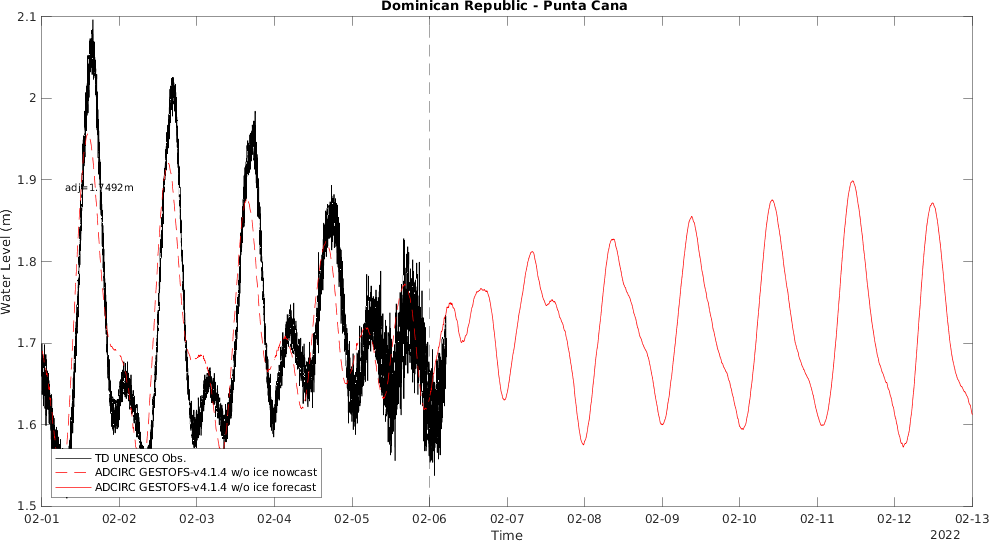 Dominican Republic - Punta Cana
2.1
2
1.9
1.8
1.7
1.6
1.5
Water Level (m)
adj=1.7492m
TD UNESCO Obs.
ADCIRC GESTOFS-v4.1.4 w/o ice nowcast
ADCIRC GESTOFS-v4.1.4 w/o ice forecast
02-01 02-02 02-03 02-04 02-05 02-06 02-07 02-08 02-09 02-10 02-11 02-12 02-13
Time
2022